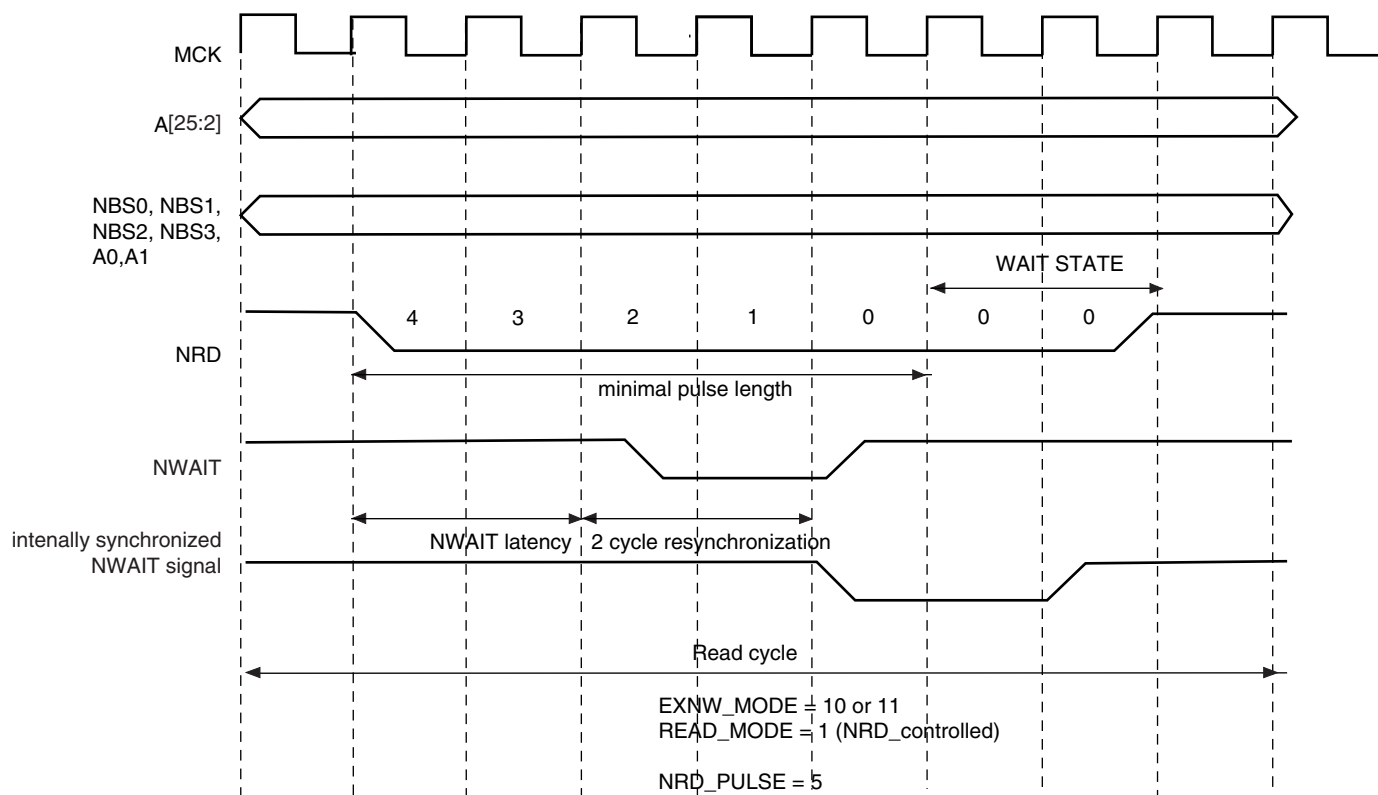 MCK
A[25:2]
NBS0, NBS1,
NBS2, NBS3,
A0,A1
WAIT STATE
4 3 2 1 0 0 0
NRD
minimal pulse length
NWAIT
NWAIT latency 2 cycle resynchronization
intenally synchronized
NWAIT signal
Read cycle
EXNW_MODE = 10 or 11
READ_MODE = 1 (NRD_controlled)
NRD_PULSE = 5